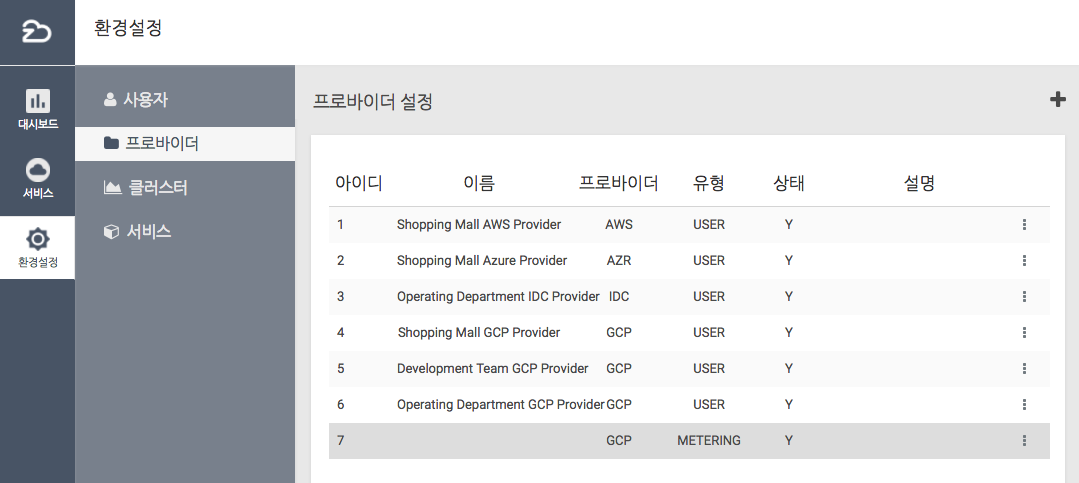 환경설정
대시보드
서비스
환경설정
사용자
프로바이더
클러스터
서비스
프로바이더 설정
아이디 이름 프로바이더 유형 상태 설명
1 Shopping Mall AWS Provider AWS USER Y
2 Shopping Mall Azure Provider AZR USER Y
3 Operating Department IDC Provider IDC USER Y
4 Shopping Mall GCP Provider GCP USER Y
5 Development Team GCP Provider GCP USER Y
6 Operating Department GCP Provider GCP USER Y
7 GCP METERING Y